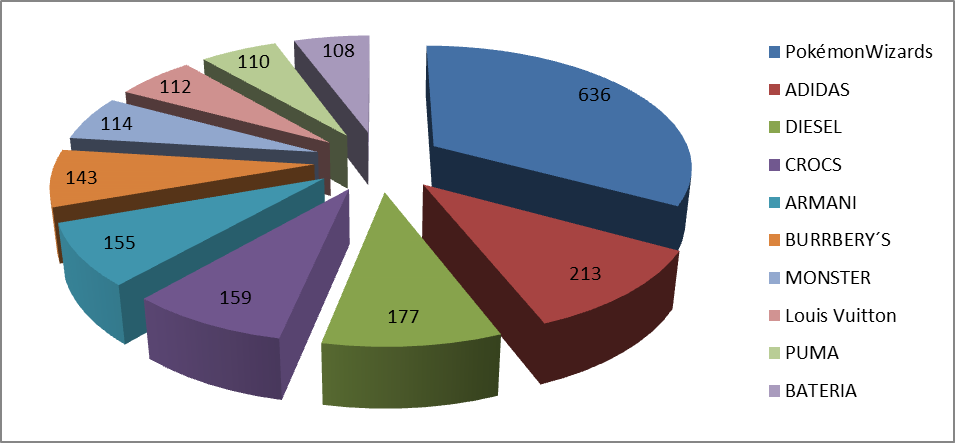 636
213
177
159
155
143
114
112
110
108
PokémonWizards
ADIDAS
DIESEL
CROCS
ARMANI
BURRBERY´S
MONSTER
Louis Vuitton
PUMA
BATERIA